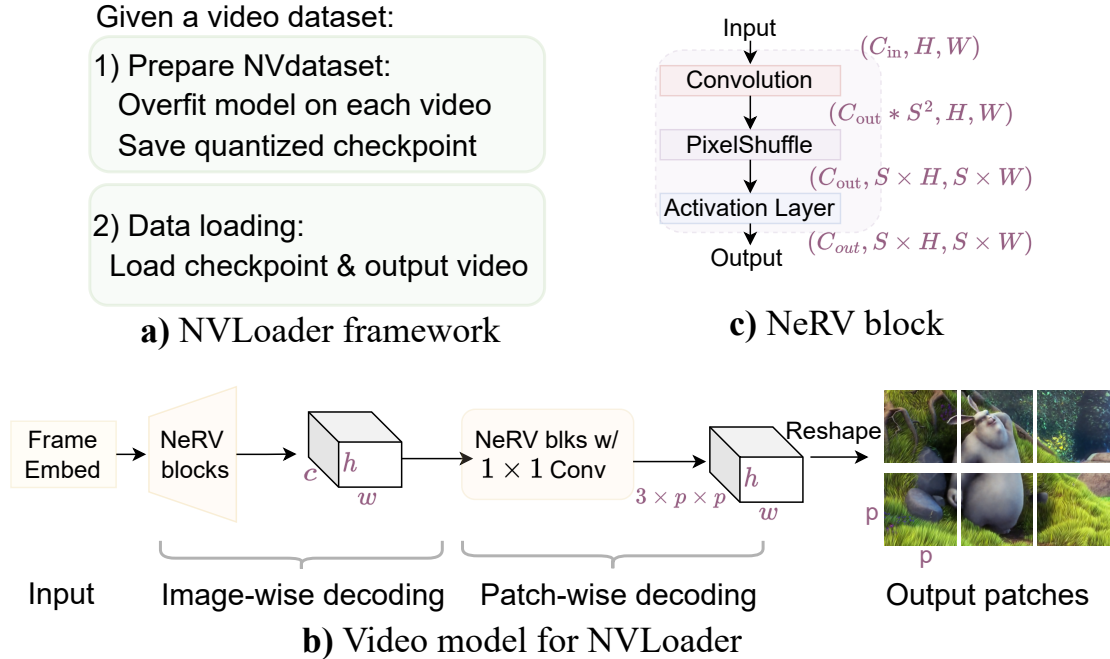 Given a video dataset:
1) Prepare NVdataset:
Overfit model on each video
Save quantized checkpoint
2) Data loading:
Load checkpoint & output video
a) NVLoader framework
Input
(C_in, H, W)
Convolution
(C_out * S², H, W)
PixelShuffle
(C_out, S × H, S × W)
Activation Layer
(C_out, S × H, S × W)
Output
c) NeRV block
Frame
Embed
NeRV
blocks
c
h
w
NeRV blks w/
1 × 1 Conv
3 × p × p
h
w
Reshape
p
p
Input
Image-wise decoding
Patch-wise decoding
Output patches
b) Video model for NVLoader